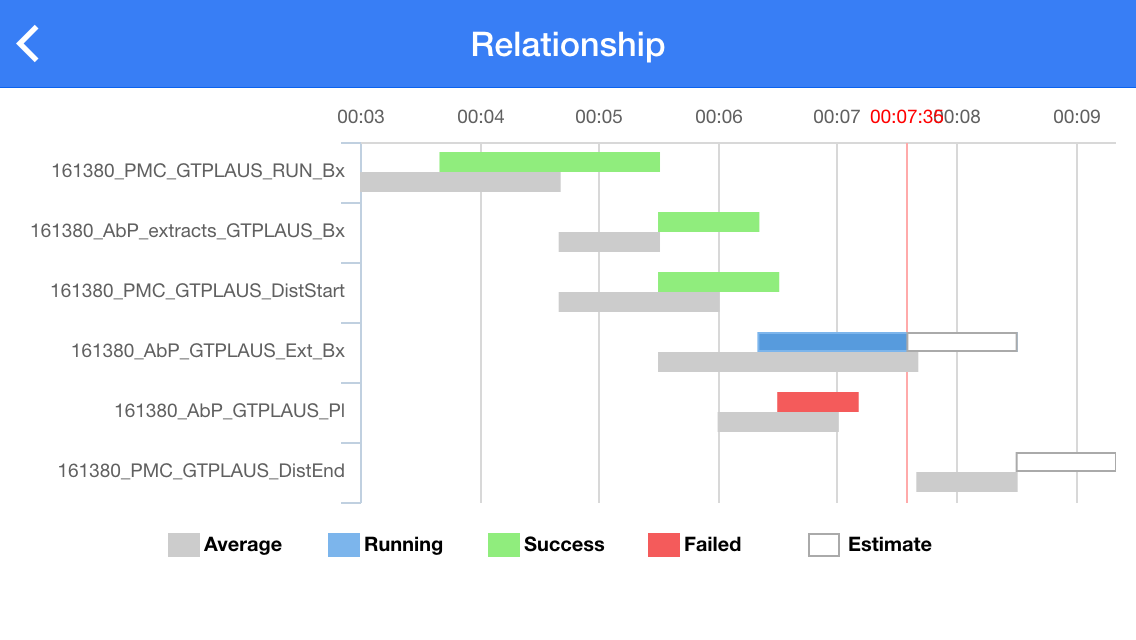 Relationship
00:03 00:04 00:05 00:06 00:07 00:07:35 00:08 00:09
161380_PMC_GTPLAUS_RUN_Bx
161380_AbP_extracts_GTPLAUS_Bx
161380_PMC_GTPLAUS_DistStart
161380_AbP_GTPLAUS_Ext_Bx
161380_AbP_GTPLAUS_Pl
161380_PMC_GTPLAUS_DistEnd
Average Running Success Failed Estimate